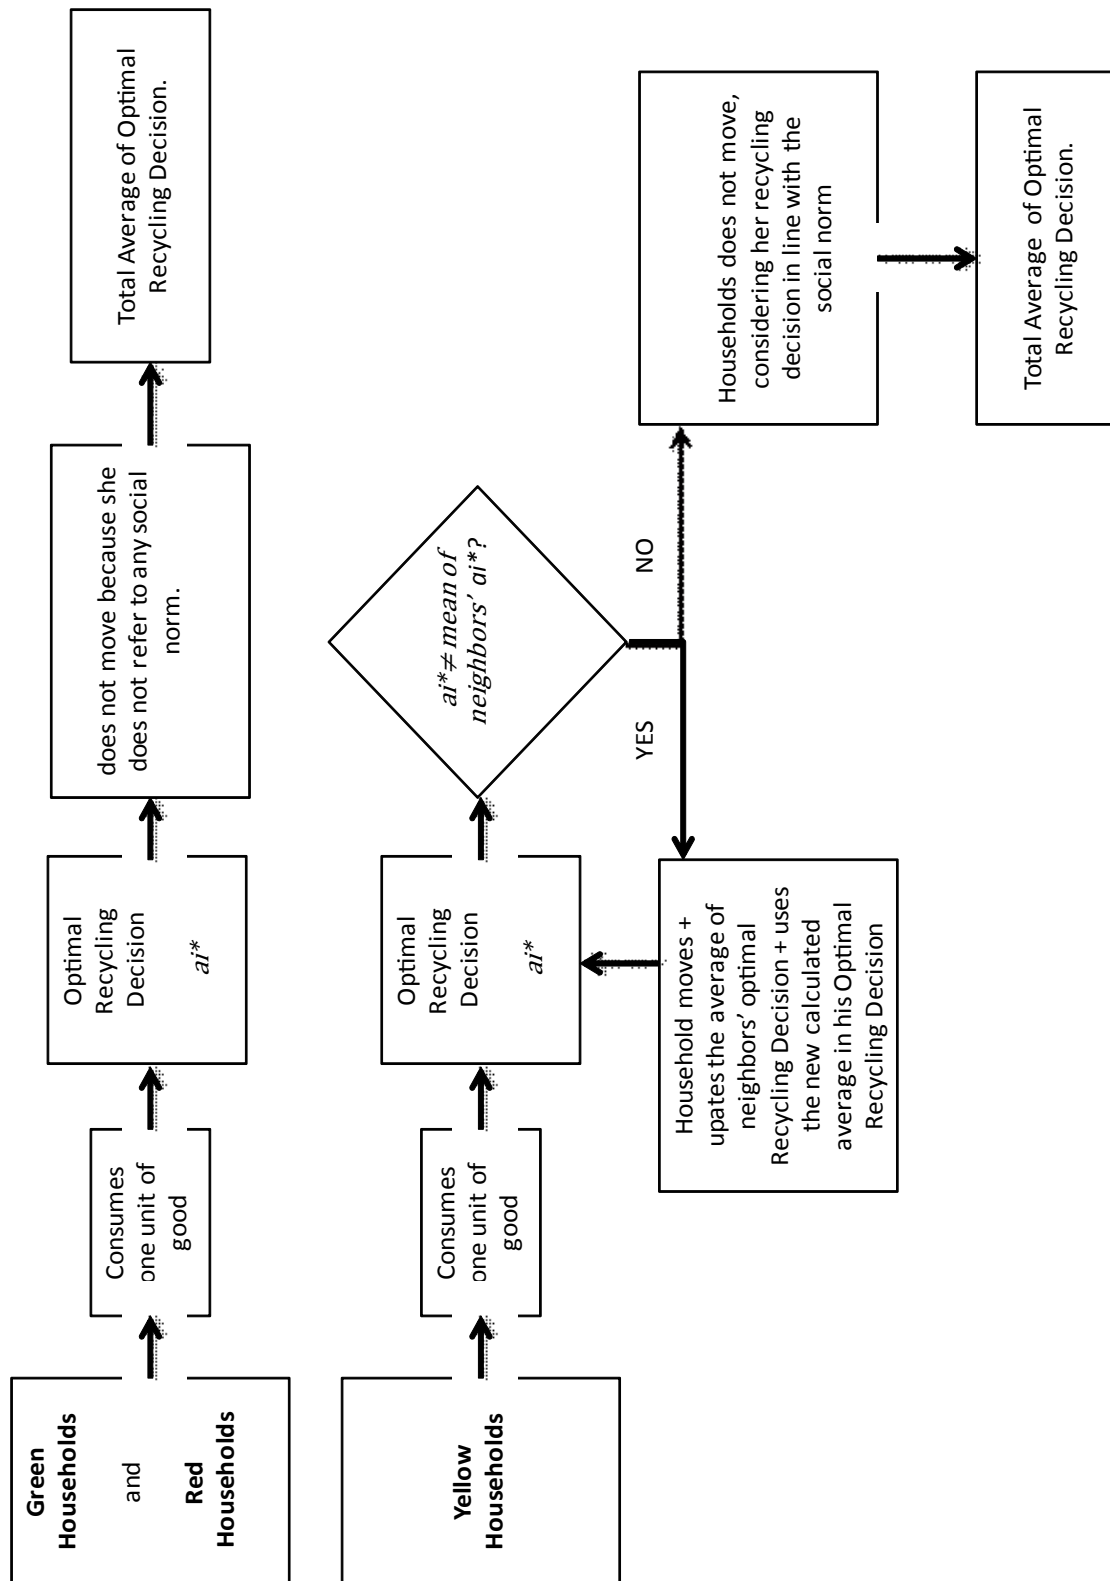 Green
Households
and
Red
Households
Consumes
one unit of
good
Optimal
Recycling
Decision
ai*
does not move because she
does not refer to any social
norm.
Total Average of Optimal
Recycling Decision.
Yellow
Households
Consumes
one unit of
good
Optimal
Recycling
Decision
ai*
ai*≠ mean of
neighbors' ai*?
YES
NO
Household moves +
upates the average of
neighbors' optimal
Recycling Decision + uses
the new calculated
average in his Optimal
Recycling Decision
Households does not move,
considering her recycling
decision in line with the
social norm
Total Average of Optimal
Recycling Decision.